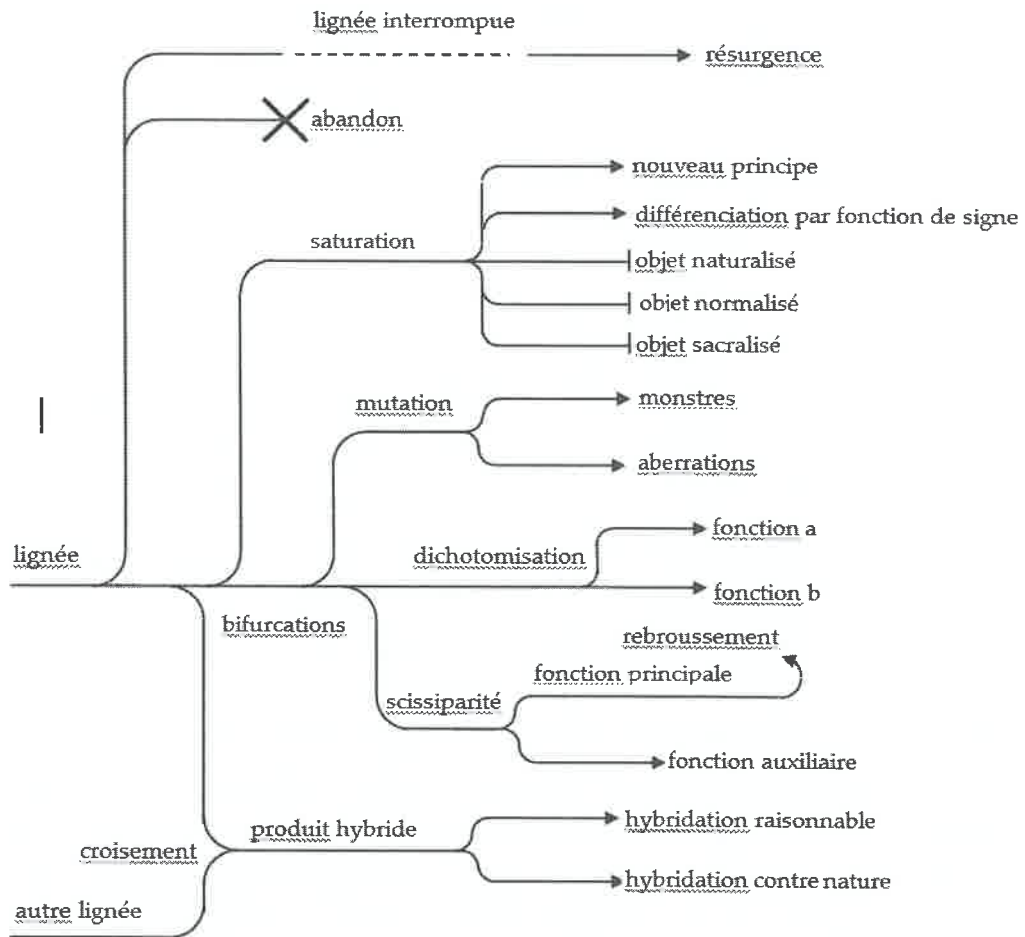 lignée interrompue
résurgence
abandon
nouveau principe
différenciation par fonction de signe
saturation
objet naturalisé
objet normalisé
objet sacralisé
mutation
monstres
aberrations
fonction a
lignée
dichotomisation
fonction b
bifurcations
rebroussement
fonction principale
scissiparité
fonction auxiliaire
hybridation raisonnable
produit hybride
croisement
hybridation contre nature
autre lignée